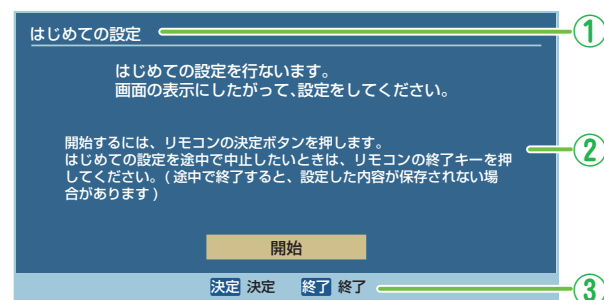 はじめての設定
①
はじめての設定を行ないます。
画面の表示にしたがって、設定をしてください。
開始するには、リモコンの決定ボタンを押します。
はじめての設定を途中で中止したいときは、リモコンの終了キーを押
してください。(途中で終了すると、設定した内容が保存されない場
合があります)
②
開始
決定 決定 終了 終了
③